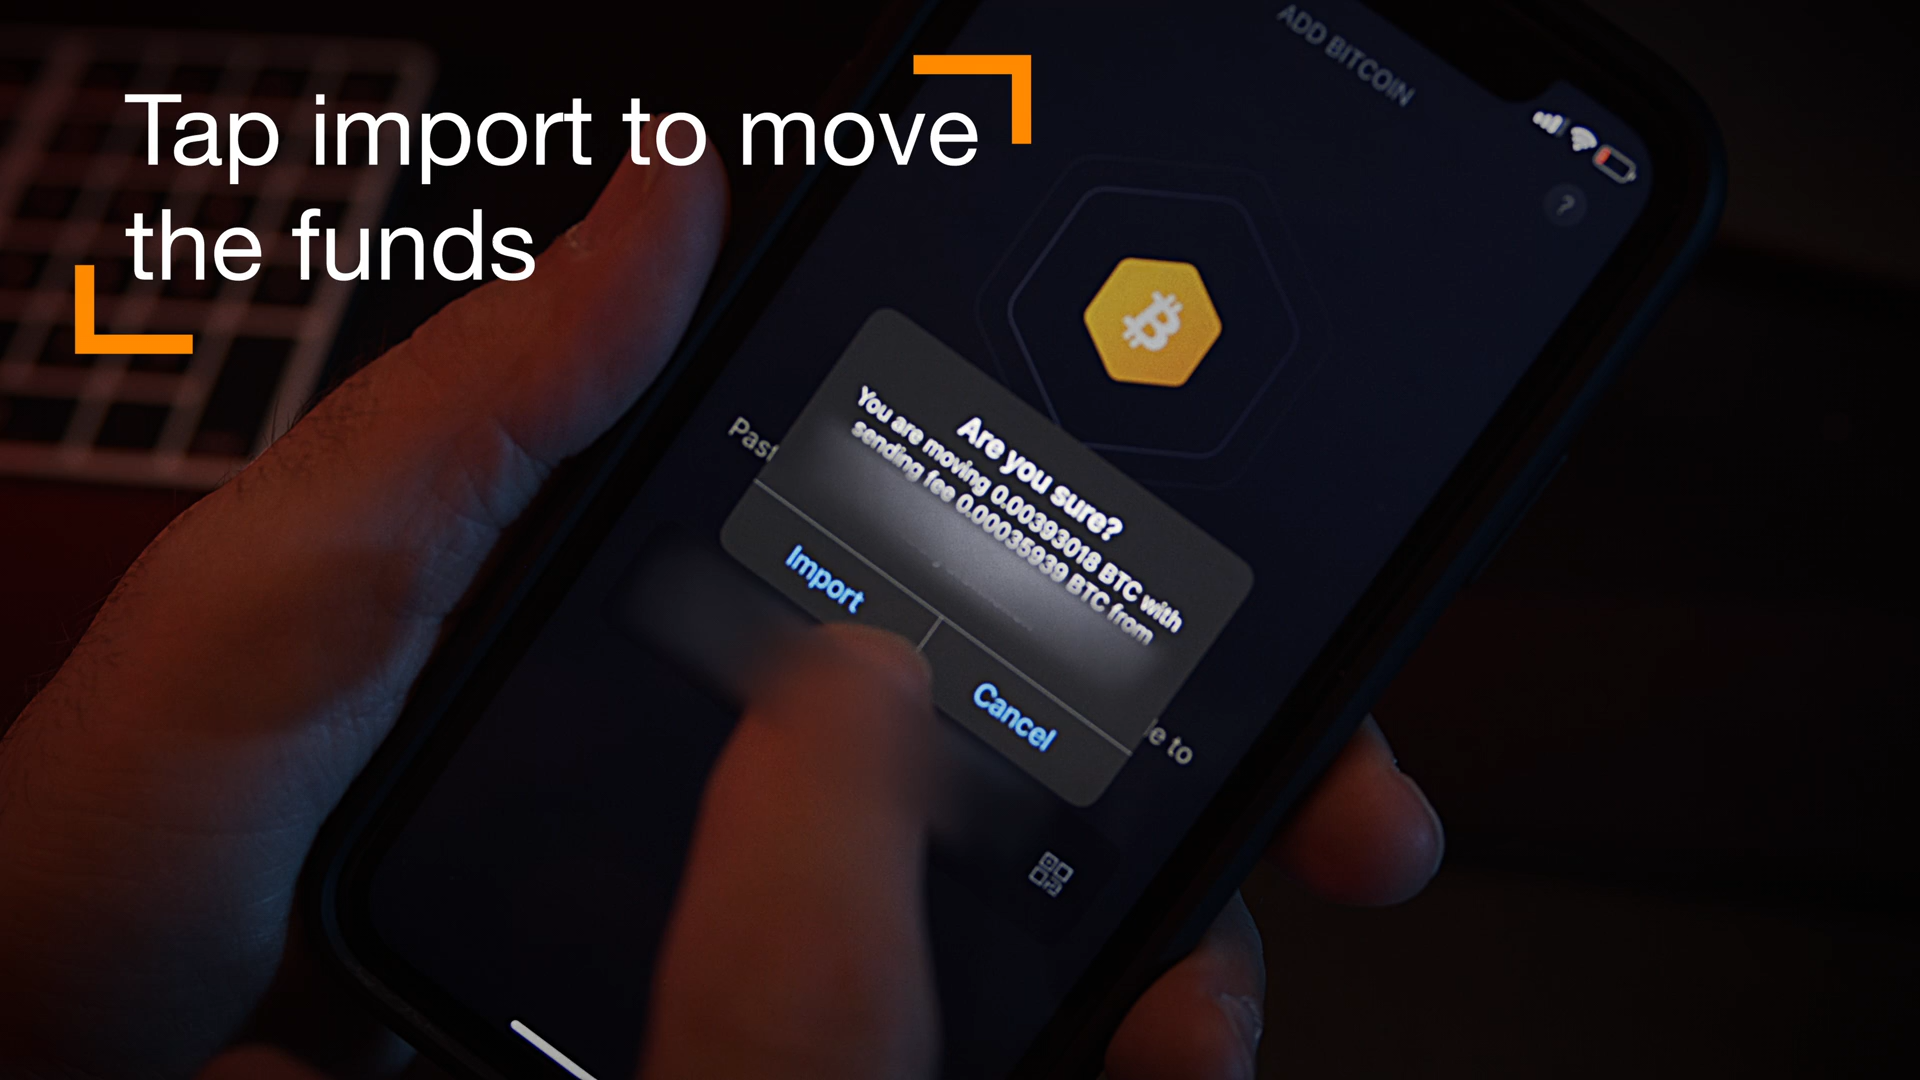 Tap import to move
the funds
ADD BITCOIN
?
Are you sure?
You are moving 0.00393018 BTC with
sending fee 0.00035939 BTC from
Import
Cancel